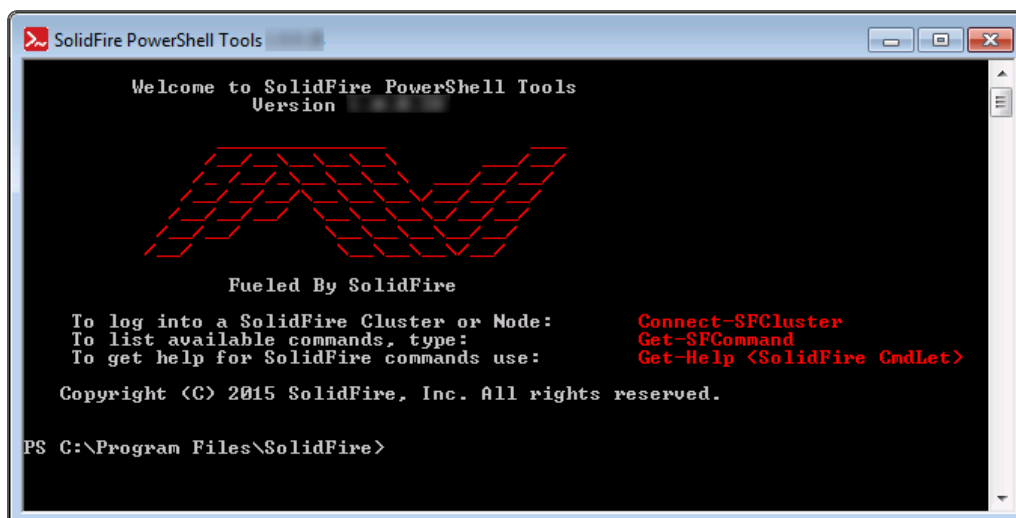 SolidFire PowerShell Tools
Welcome to SolidFire PowerShell Tools
Version
Fueled By SolidFire
To log into a SolidFire Cluster or Node: Connect-SFCluster
To list available commands, type: Get-SFCommand
To get help for SolidFire commands use: Get-Help <SolidFire CmdLet>
Copyright (C) 2015 SolidFire, Inc. All rights reserved.
PS C:\Program Files\SolidFire>